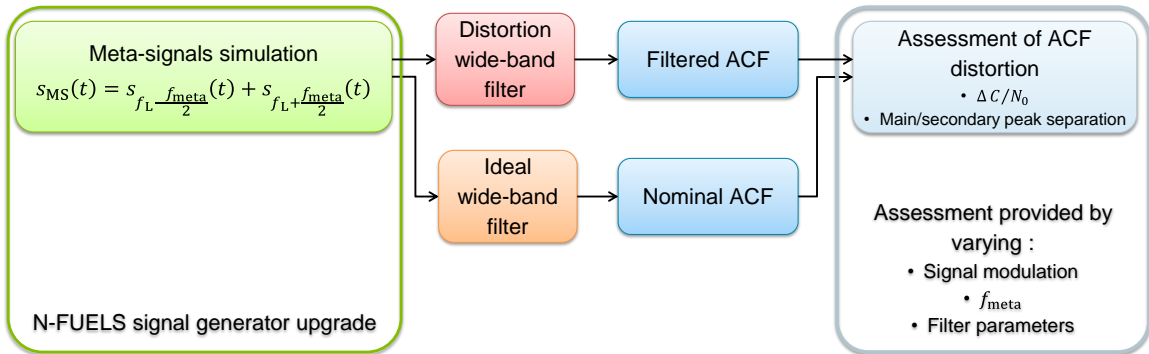 Meta-signals simulation
s_MS(t) = s_{f_L - f_meta/2}(t) + s_{f_L + f_meta/2}(t)
N-FUELS signal generator upgrade
Distortion
wide-band
filter
Filtered ACF
Ideal
wide-band
filter
Nominal ACF
Assessment of ACF
distortion
• Δ C/N₀
• Main/secondary peak separation
Assessment provided by
varying :
• Signal modulation
• f_meta
• Filter parameters